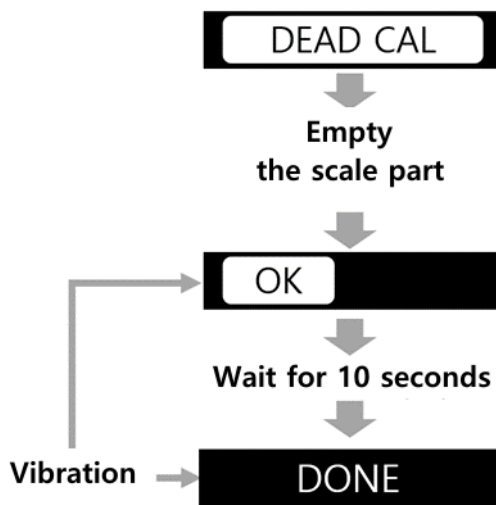 DEAD CAL
Empty
the scale part
OK
Wait for 10 seconds
Vibration
DONE